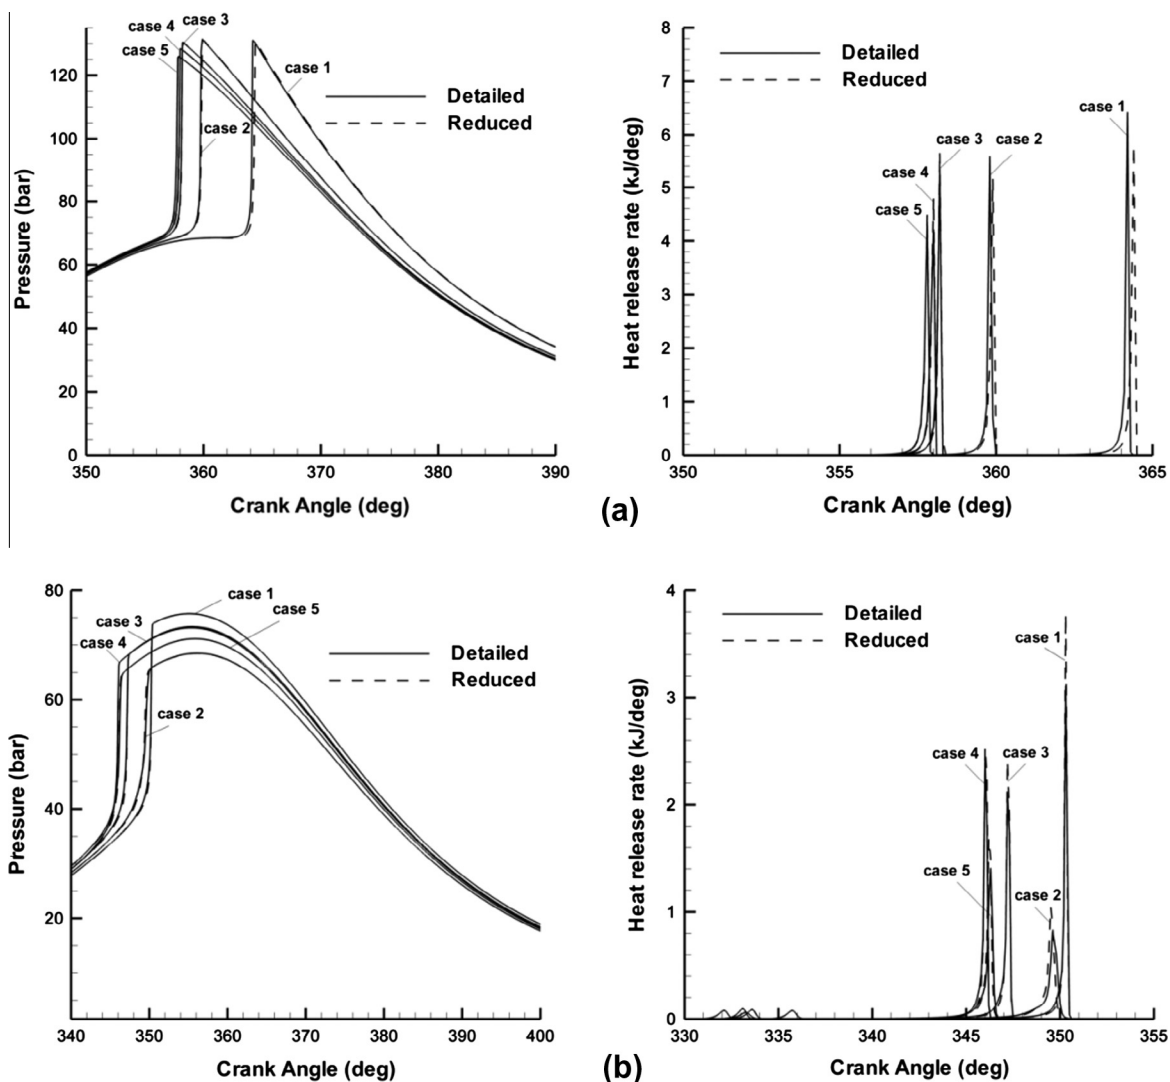 case 3
case 4
case 5
case 1
case 2
Detailed
Reduced
Pressure (bar)
120
100
80
60
40
20
0
350
360
370
380
390
Crank Angle (deg)
Detailed
Reduced
case 1
case 3
case 2
case 4
case 5
Heat release rate (kJ/deg)
8
7
6
5
4
3
2
1
0
350
355
360
365
Crank Angle (deg)
(a)
case 1
case 3
case 5
case 4
case 2
Detailed
Reduced
Pressure (bar)
80
60
40
20
340
350
360
370
380
390
400
Crank Angle (deg)
Detailed
Reduced
case 1
case 4
case 3
case 5
case 2
Heat release rate (kJ/deg)
4
3
2
1
0
330
335
340
345
350
355
Crank Angle (deg)
(b)